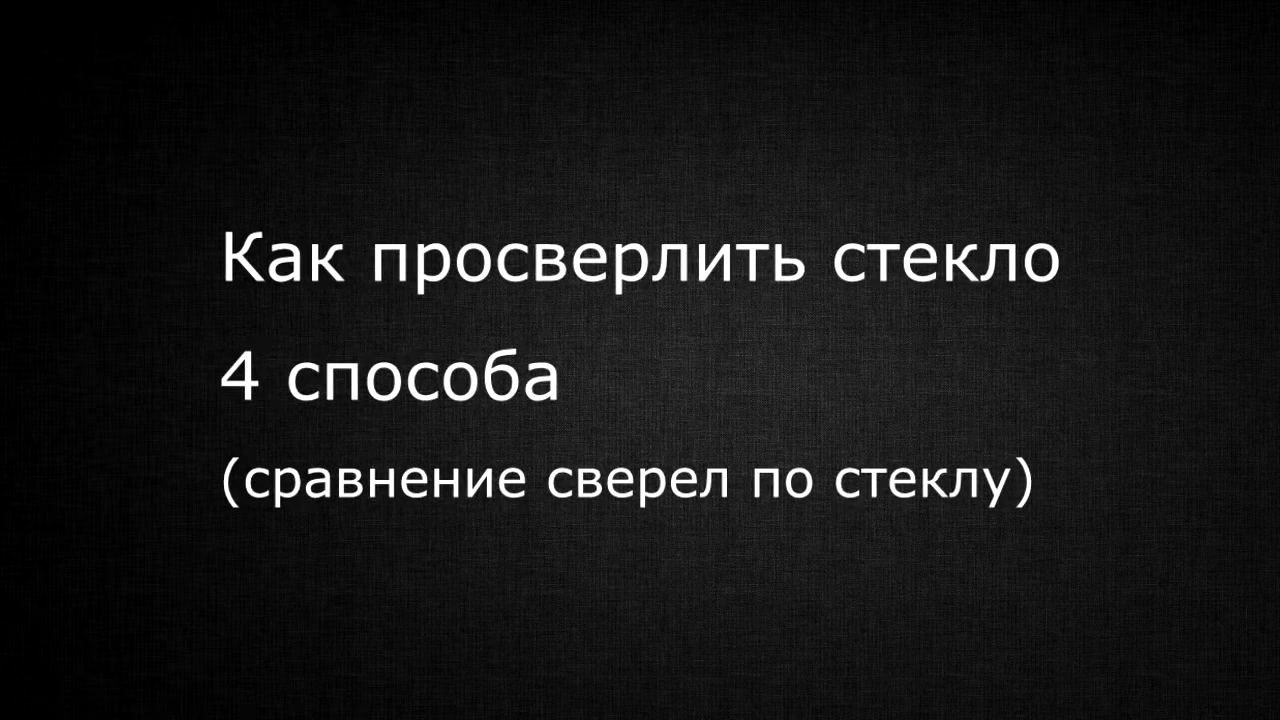 Как просверлить стекло
4 способа
(сравнение сверел по стеклу)